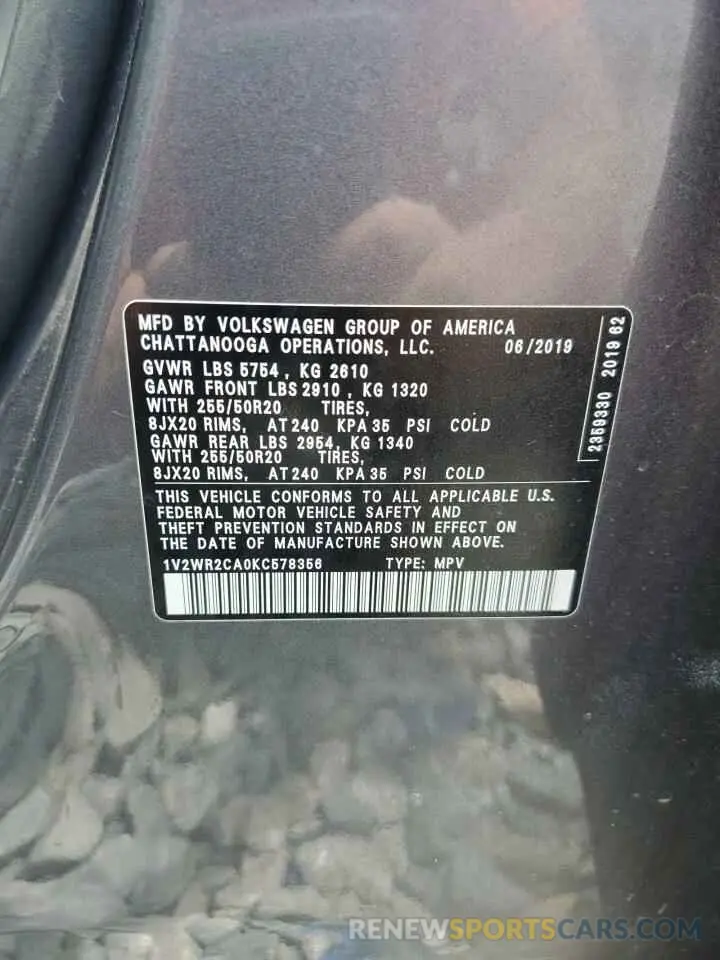 MFD BY VOLKSWAGEN GROUP OF AMERICA
CHATTANOOGA OPERATIONS, LLC. 06/2019
GVWR LBS 5754, KG 2610
GAWR FRONT LBS 2910, KG 1320
WITH 255/50R20 TIRES,
8JX20 RIMS, AT 240 KPA 35 PSI COLD
GAWR REAR LBS 2954, KG 1340
WITH 255/50R20 TIRES,
8JX20 RIMS, AT 240 KPA 35 PSI COLD
THIS VEHICLE CONFORMS TO ALL APPLICABLE U.S.
FEDERAL MOTOR VEHICLE SAFETY AND
THEFT PREVENTION STANDARDS IN EFFECT ON
THE DATE OF MANUFACTURE SHOWN ABOVE.
1V2WR2CA0KC578356 TYPE: MPV
2359330 2019 62
RENEWSPORTSCARS.COM